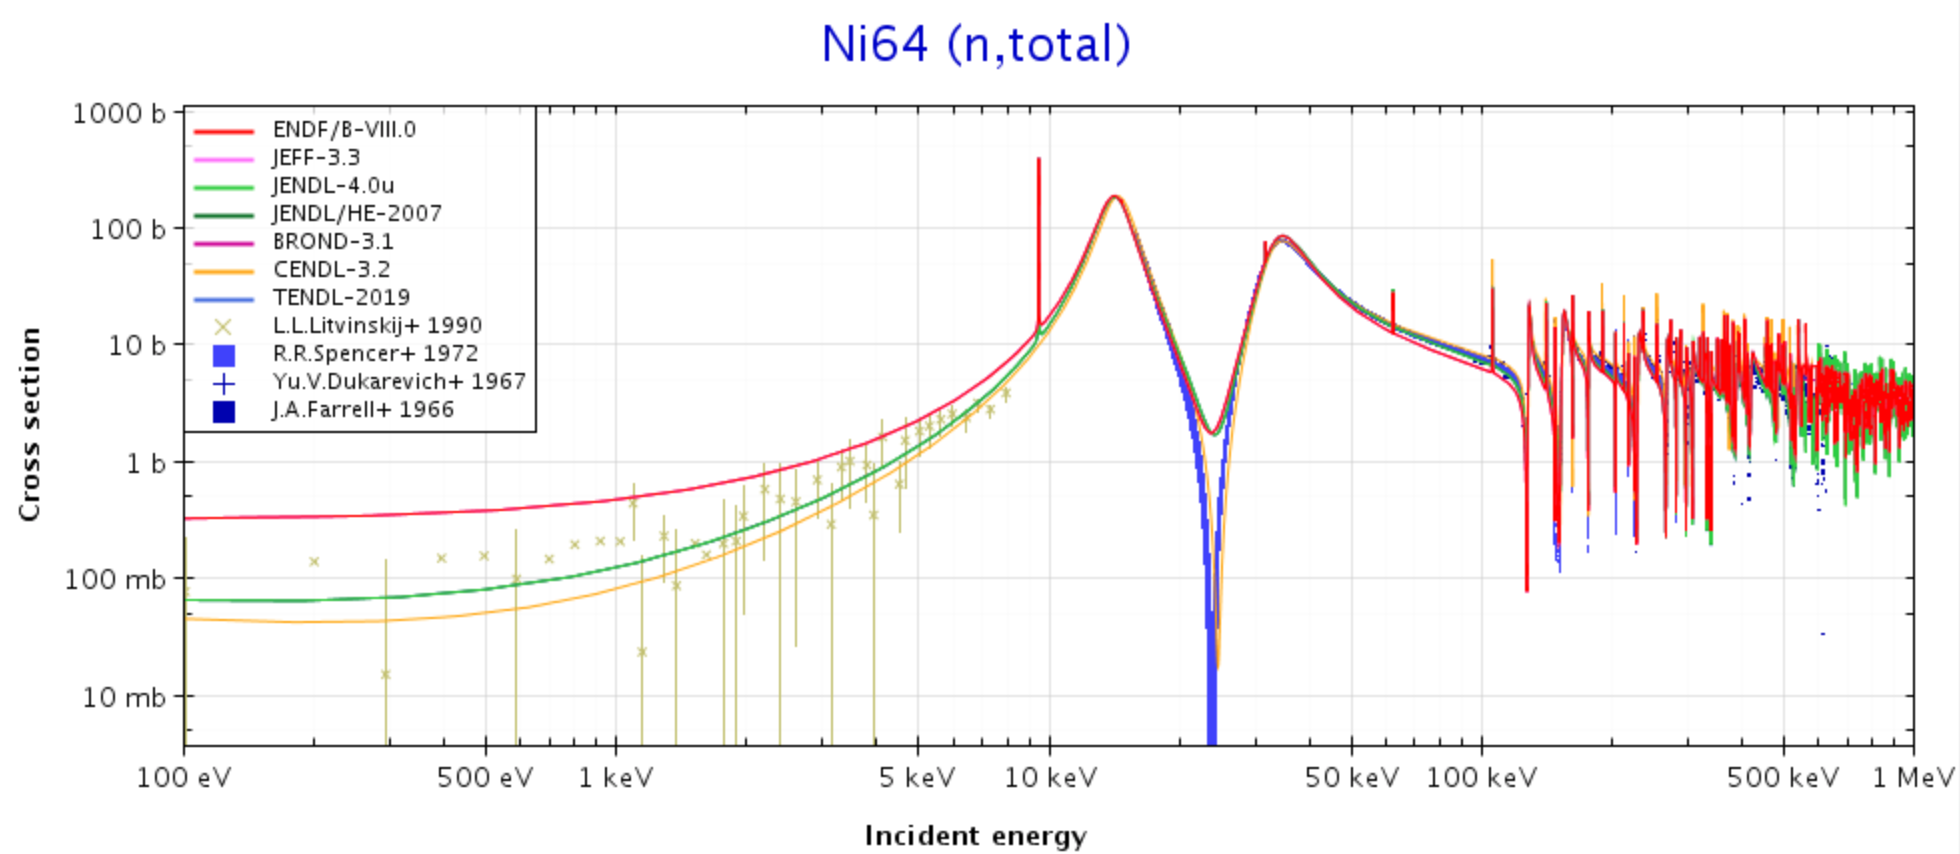 Ni64 (n,total)
1000 b
100 b
10 b
1 b
100 mb
10 mb
Cross section
ENDF/B-VIII.0
JEFF-3.3
JENDL-4.0u
JENDL/HE-2007
BROND-3.1
CENDL-3.2
TENDL-2019
L.L.Litvinskij+ 1990
R.R.Spencer+ 1972
Yu.V.Dukarevich+ 1967
J.A.Farrell+ 1966
100 eV 500 eV 1 keV 5 keV 10 keV 50 keV 100 keV 500 keV 1 MeV
Incident energy